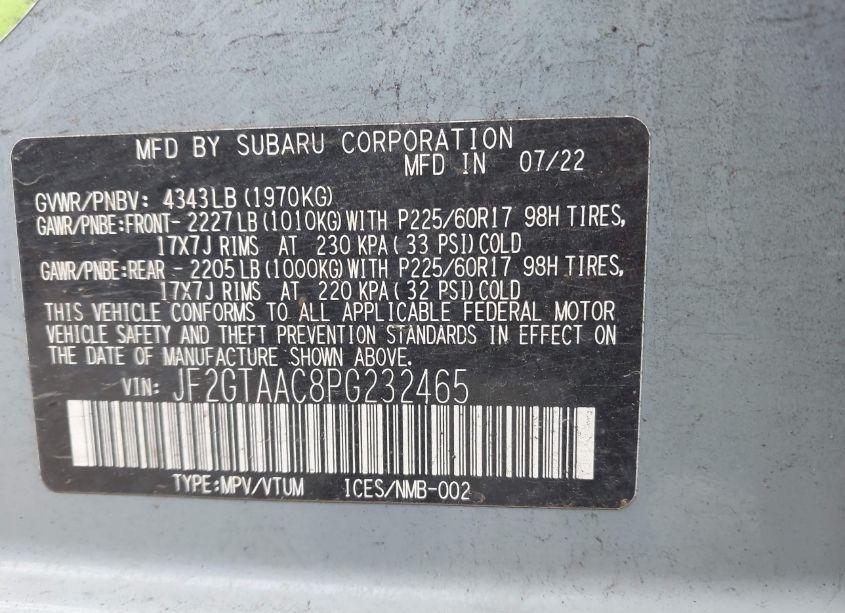 MFD BY SUBARU CORPORATION
MFD IN 07/22
GVWR/PNBV: 4343LB (1970KG)
GAWR/PNBE:FRONT- 2227LB (1010KG) WITH P225/60R17 98H TIRES,
17X7J RIMS AT 230 KPA( 33 PSI) COLD
GAWR/PNBE:REAR - 2205LB (1000KG) WITH P225/60R17 98H TIRES,
17X7J RIMS AT 220 KPA( 32 PSI) COLD
THIS VEHICLE CONFORMS TO ALL APPLICABLE FEDERAL MOTOR
VEHICLE SAFETY AND THEFT PREVENTION STANDARDS IN EFFECT ON
THE DATE OF MANUFACTURE SHOWN ABOVE.
VIN: JF2GTAAC8PG232465
TYPE:MPV/VTUM ICES/NMB-002